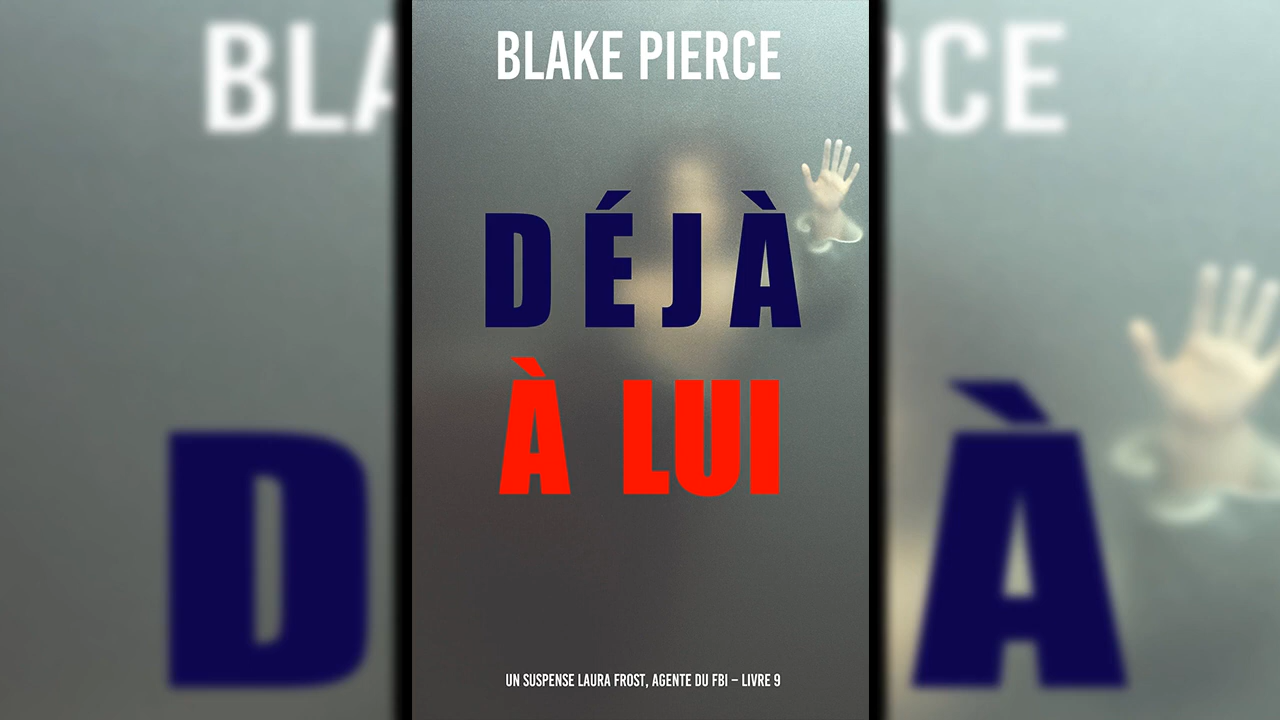 BLAKE PIERCE
DÉJÀ
À LUI
UN SUSPENSE LAURA FROST, AGENTE DU FBI – LIVRE 9